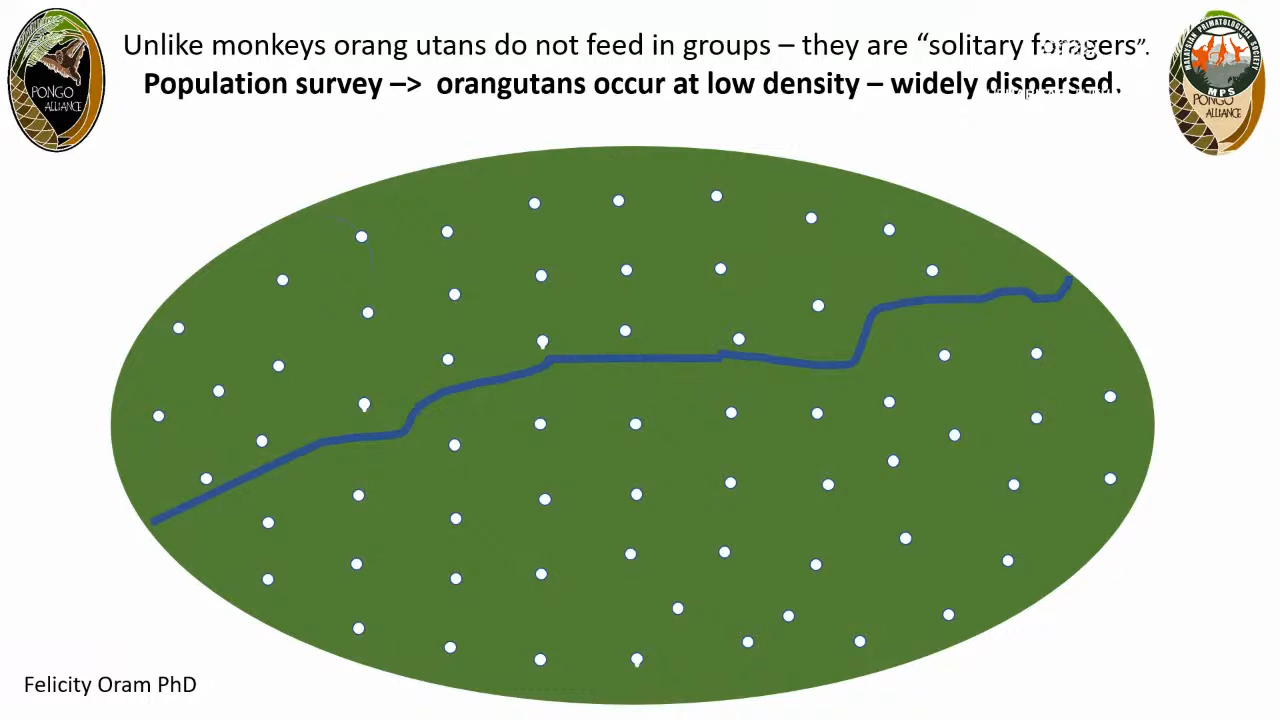 Unlike monkeys orang utans do not feed in groups – they are “solitary foragers”.
Population survey –> orangutans occur at low density – widely dispersed.
PONGO
ALLIANCE
MALAYSIAN PRIMATOLOGICAL SOCIETY
MPS
PONGO
ALLIANCE
Felicity Oram PhD